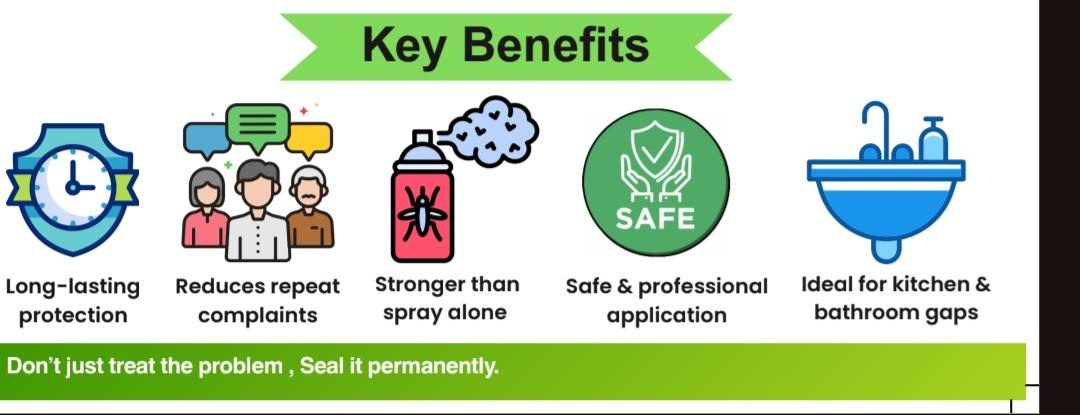 Key Benefits
SAFE
Long-lasting
protection
Reduces repeat
complaints
Stronger than
spray alone
Safe & professional
application
Ideal for kitchen &
bathroom gaps
Don't just treat the problem , Seal it permanently.